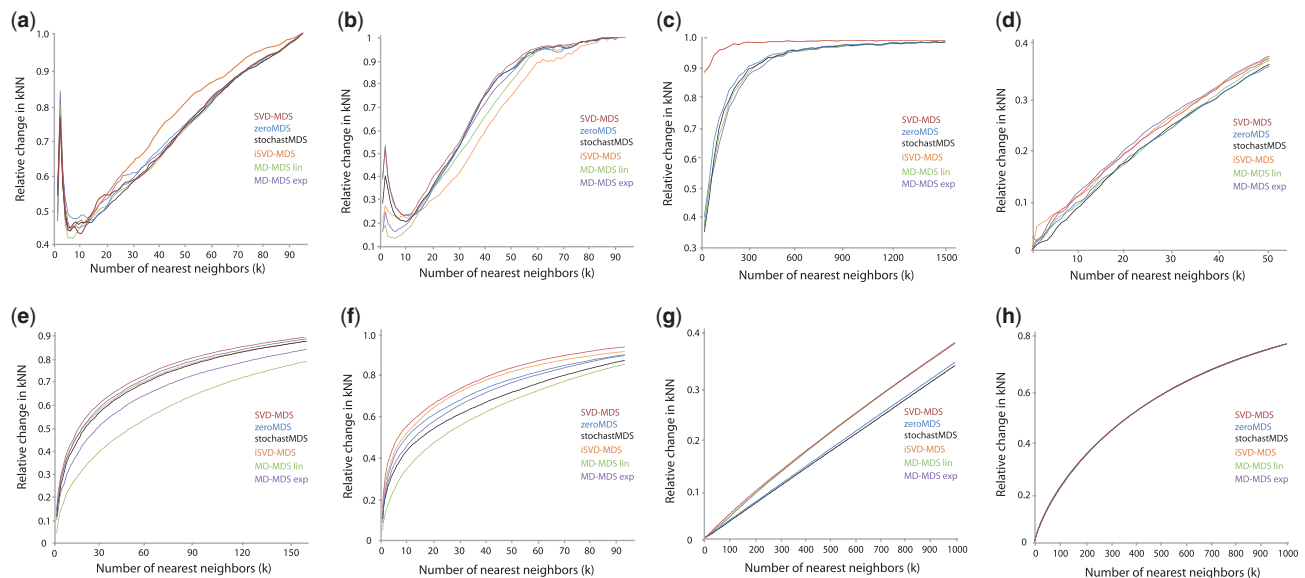 (a)
Relative change in kNN
1.0
0.9
0.8
0.7
0.6
0.5
0.4
0 10 20 30 40 50 60 70 80 90
Number of nearest neighbors (k)
SVD-MDS
zeroMDS
stochastMDS
iSVD-MDS
MD-MDS lin
MD-MDS exp
(b)
Relative change in kNN
1
0.9
0.8
0.7
0.6
0.5
0.4
0.3
0.2
0.1
0 10 20 30 40 50 60 70 80 90
Number of nearest neighbors (k)
SVD-MDS
zeroMDS
stochastMDS
iSVD-MDS
MD-MDS lin
MD-MDS exp
(c)
Relative change in kNN
1.0
0.9
0.8
0.7
0.6
0.5
0.4
0.3
0 300 600 900 1200 1500
Number of nearest neighbors (k)
SVD-MDS
zeroMDS
stochastMDS
iSVD-MDS
MD-MDS lin
MD-MDS exp
(d)
Relative change in kNN
0.4
0.3
0.2
0.1
0
10 20 30 40 50
Number of nearest neighbors (k)
SVD-MDS
zeroMDS
stochastMDS
iSVD-MDS
MD-MDS lin
MD-MDS exp
(e)
Relative change in kNN
0.9
0.8
0.7
0.6
0.5
0.4
0.3
0.2
0.1
0
0 30 60 90 120 150
Number of nearest neighbors (k)
SVD-MDS
zeroMDS
stochastMDS
iSVD-MDS
MD-MDS lin
MD-MDS exp
(f)
Relative change in kNN
1.0
0.8
0.6
0.4
0.2
0
0 10 20 30 40 50 60 70 80 90
Number of nearest neighbors (k)
SVD-MDS
zeroMDS
stochastMDS
iSVD-MDS
MD-MDS lin
MD-MDS exp
(g)
Relative change in kNN
0.4
0.3
0.2
0.1
0
0 100 200 300 400 500 600 700 800 900 1000
Number of nearest neighbors (k)
SVD-MDS
zeroMDS
stochastMDS
iSVD-MDS
MD-MDS lin
MD-MDS exp
(h)
Relative change in kNN
0.8
0.6
0.4
0.2
0
0 100 200 300 400 500 600 700 800 900 1000
Number of nearest neighbors (k)
SVD-MDS
zeroMDS
stochastMDS
iSVD-MDS
MD-MDS lin
MD-MDS exp